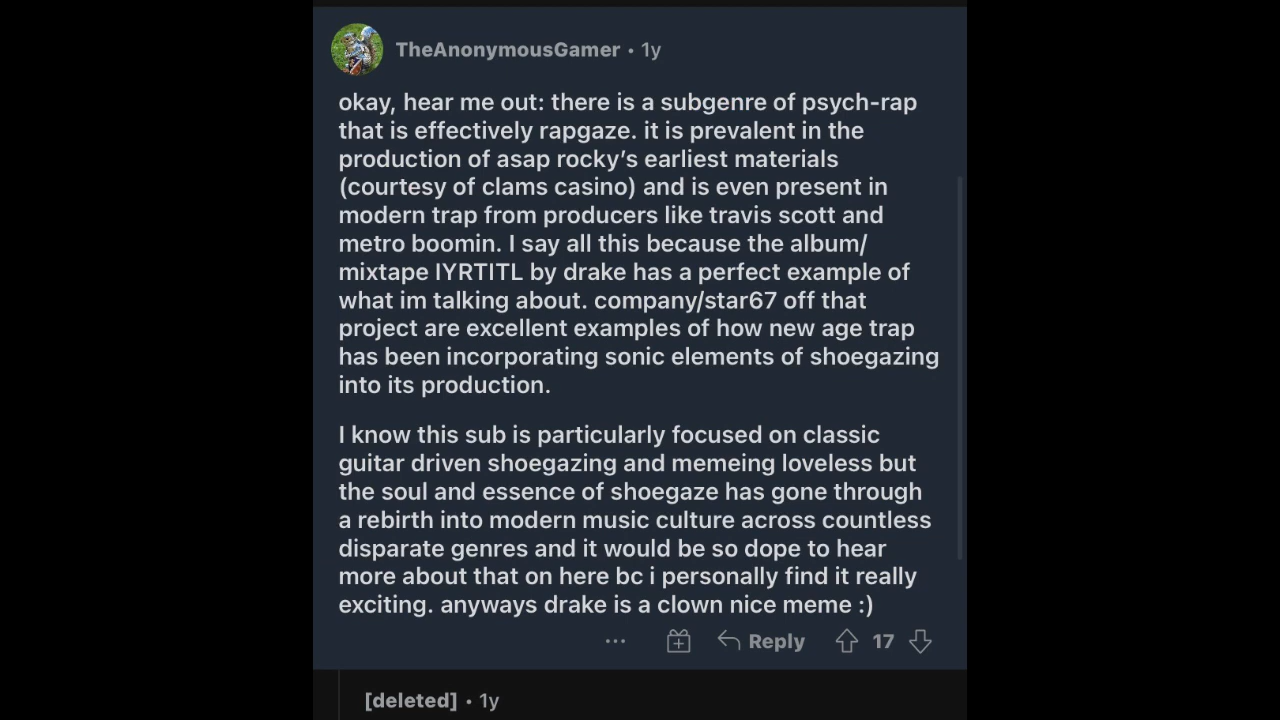 TheAnonymousGamer • 1y
okay, hear me out: there is a subgenre of psych-rap
that is effectively rapgaze. it is prevalent in the
production of asap rocky’s earliest materials
(courtesy of clams casino) and is even present in
modern trap from producers like travis scott and
metro boomin. I say all this because the album/
mixtape IYRTITL by drake has a perfect example of
what im talking about. company/star67 off that
project are excellent examples of how new age trap
has been incorporating sonic elements of shoegazing
into its production.
I know this sub is particularly focused on classic
guitar driven shoegazing and memeing loveless but
the soul and essence of shoegaze has gone through
a rebirth into modern music culture across countless
disparate genres and it would be so dope to hear
more about that on here bc i personally find it really
exciting. anyways drake is a clown nice meme :)
... Reply 17
[deleted] • 1y